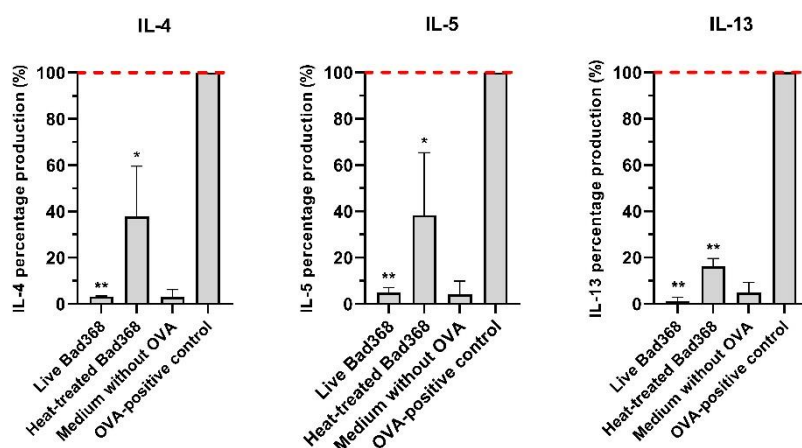 IL-4
IL-4 percentage production (%)
100
80
60
40
20
0
**
*
Live Bad368
Heat-treated Bad368
Medium without OVA
OVA-positive control
IL-5
IL-5 percentage production (%)
100
80
60
40
20
0
**
*
Live Bad368
Heat-treated Bad368
Medium without OVA
OVA-positive control
IL-13
IL-13 percentage production (%)
100
80
60
40
20
0
**
**
Live Bad368
Heat-treated Bad368
Medium without OVA
OVA-positive control